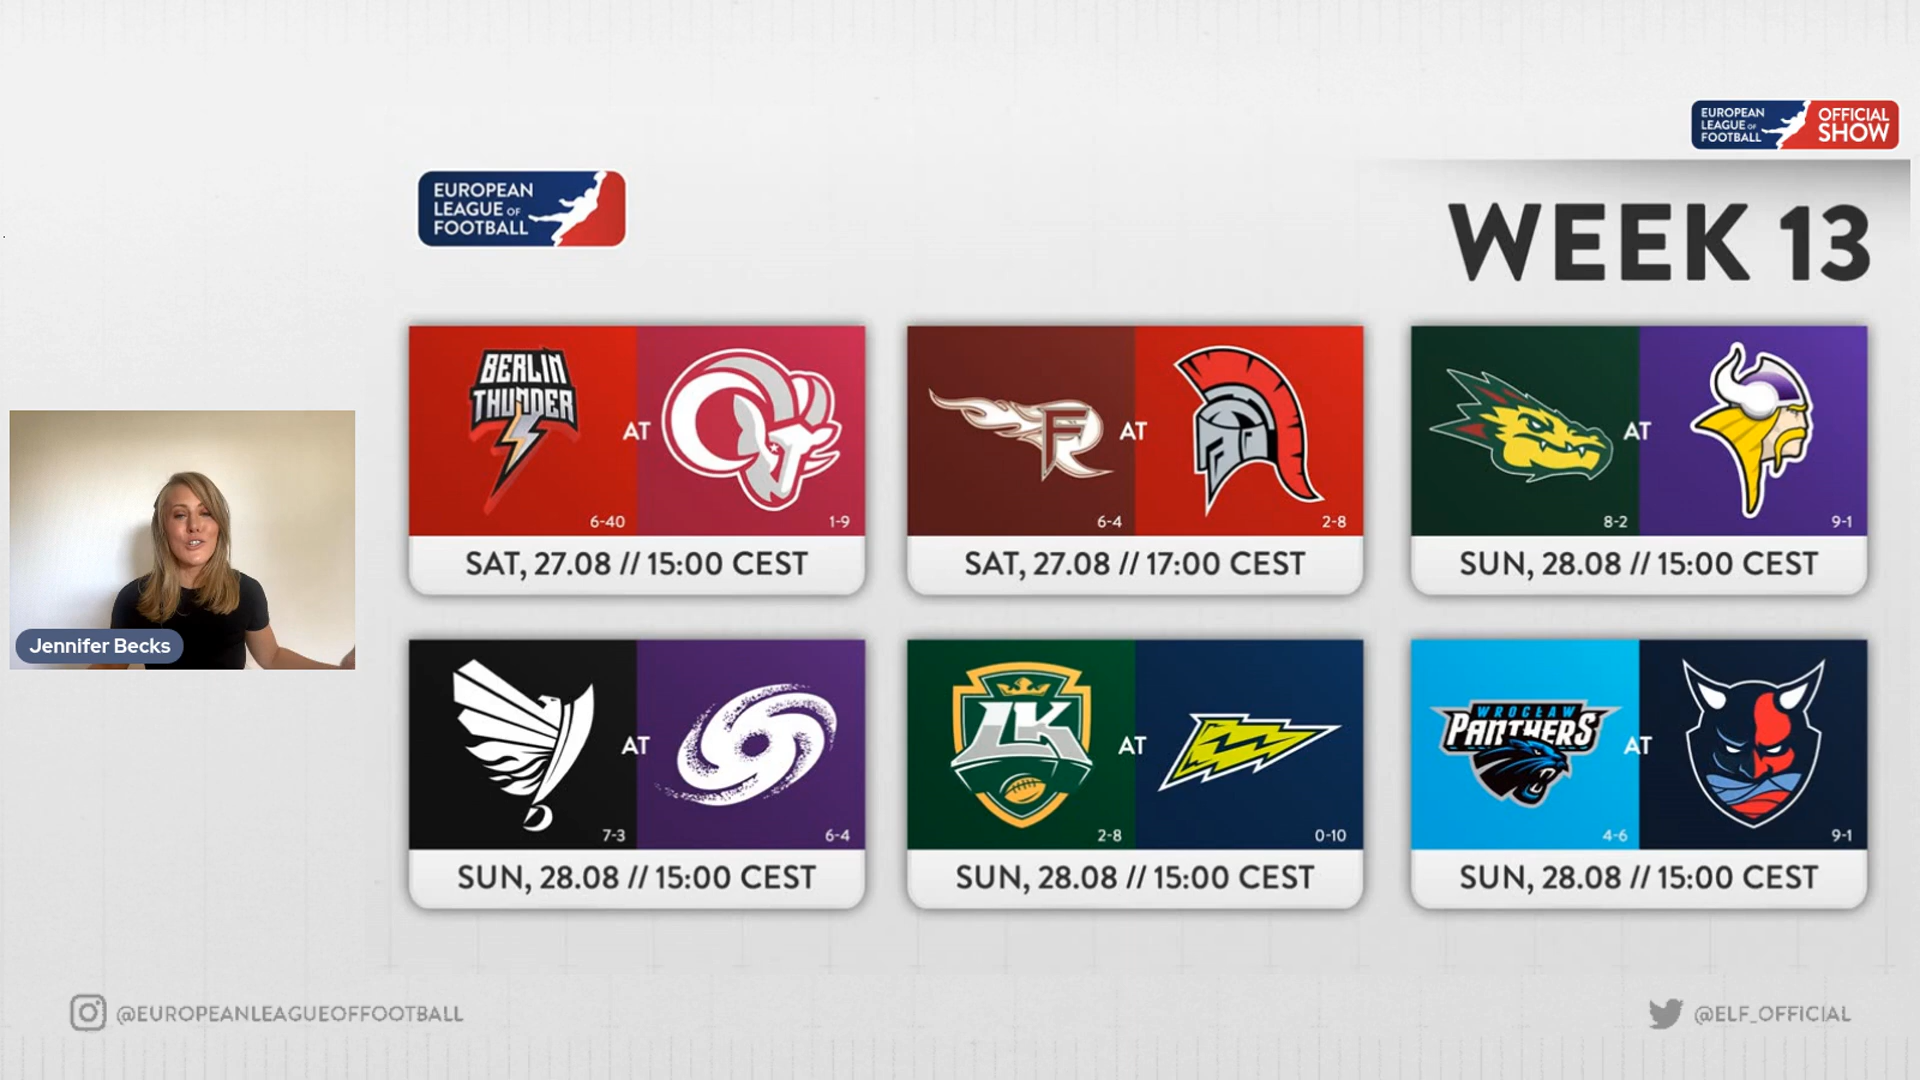 EUROPEAN
LEAGUE OF
FOOTBALL
OFFICIAL
SHOW
EUROPEAN
LEAGUE OF
FOOTBALL
WEEK 13
BERLIN
THUNDER
AT
6-40
1-9
SAT, 27.08 // 15:00 CEST
FR
AT
6-4
2-8
SAT, 27.08 // 17:00 CEST
AT
8-2
9-1
SUN, 28.08 // 15:00 CEST
Jennifer Becks
AT
7-3
6-4
SUN, 28.08 // 15:00 CEST
LK
AT
2-8
0-10
SUN, 28.08 // 15:00 CEST
WROCŁAW
PANTHERS
AT
4-6
9-1
SUN, 28.08 // 15:00 CEST
@EUROPEANLEAGUEOFFOOTBALL
@ELF_OFFICIAL